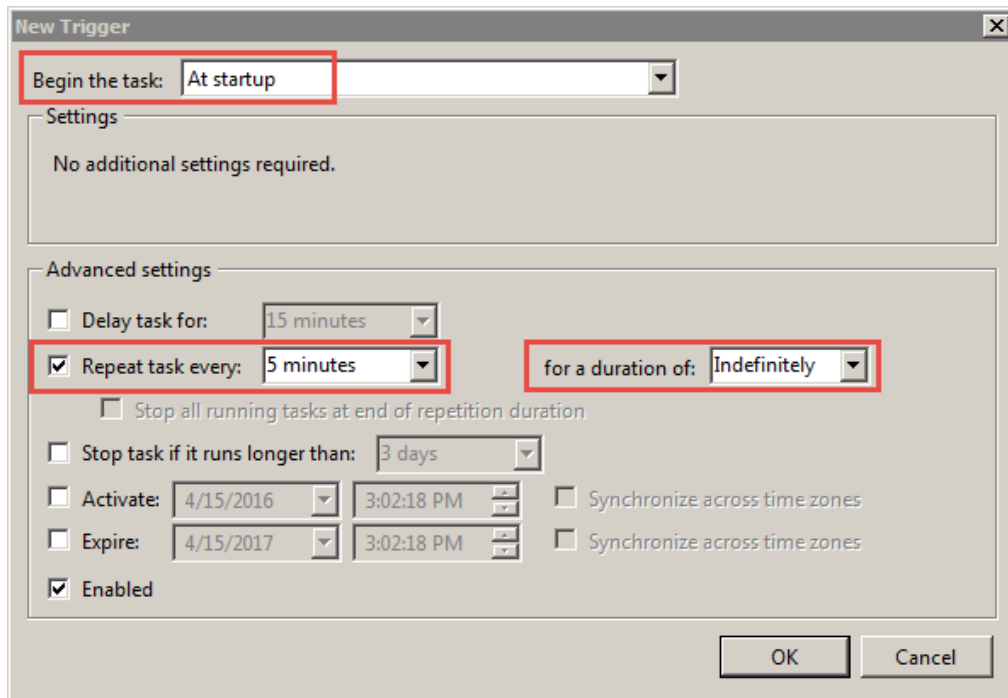 New Trigger
Begin the task: At startup
Settings
No additional settings required.
Advanced settings
Delay task for: 15 minutes
Repeat task every: 5 minutes for a duration of: Indefinitely
Stop all running tasks at end of repetition duration
Stop task if it runs longer than: 3 days
Activate: 4/15/2016 3:02:18 PM Synchronize across time zones
Expire: 4/15/2017 3:02:18 PM Synchronize across time zones
Enabled
OK Cancel